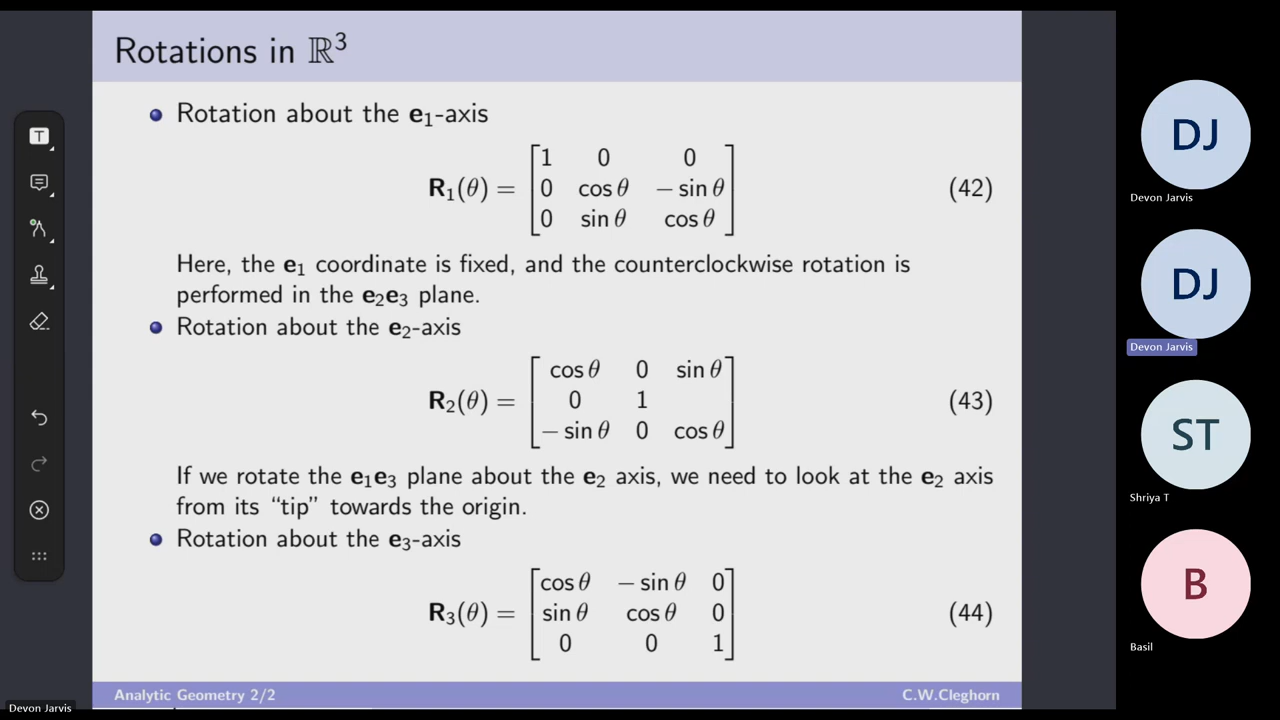 Rotations in ℝ³
Rotation about the e₁-axis
R₁(θ) = [1 0 0; 0 cos θ − sin θ; 0 sin θ cos θ] (42)
Here, the e₁ coordinate is fixed, and the counterclockwise rotation is
performed in the e₂e₃ plane.
Rotation about the e₂-axis
R₂(θ) = [cos θ 0 sin θ; 0 1 ; − sin θ 0 cos θ] (43)
If we rotate the e₁e₃ plane about the e₂ axis, we need to look at the e₂ axis
from its “tip” towards the origin.
Rotation about the e₃-axis
R₃(θ) = [cos θ − sin θ 0; sin θ cos θ 0; 0 0 1] (44)
Analytic Geometry 2/2
C.W.Cleghorn
T
DJ
Devon Jarvis
DJ
Devon Jarvis
ST
Shriya T
B
Basil
Devon Jarvis